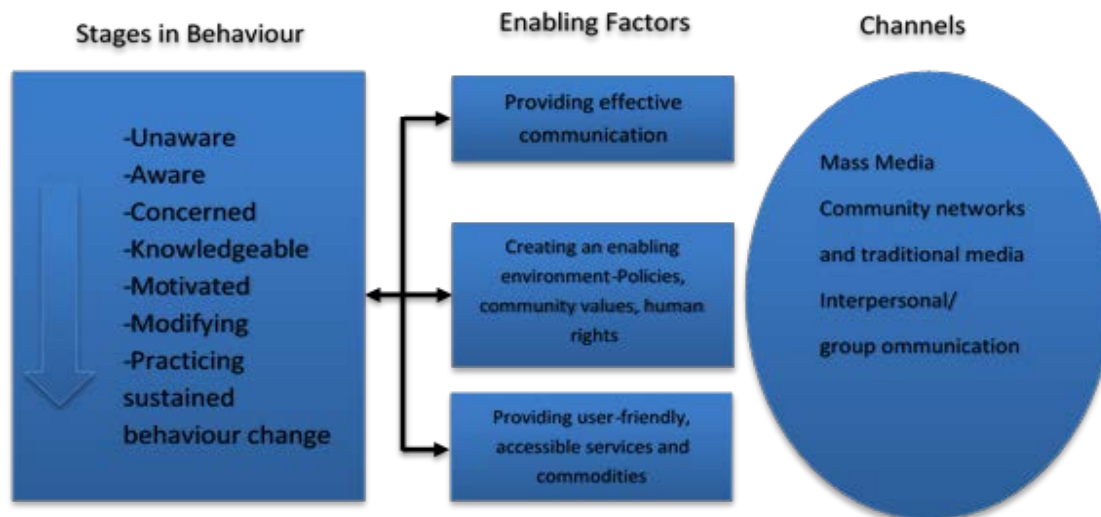 Stages in Behaviour
-Unaware
-Aware
-Concerned
-Knowledgeable
-Motivated
-Modifying
-Practicing
sustained
behaviour change
Enabling Factors
Providing effective
communication
Creating an enabling
environment-Policies,
community values, human
rights
Providing user-friendly,
accessible services and
commodities
Channels
Mass Media
Community networks
and traditional media
Interpersonal/
group ommunication